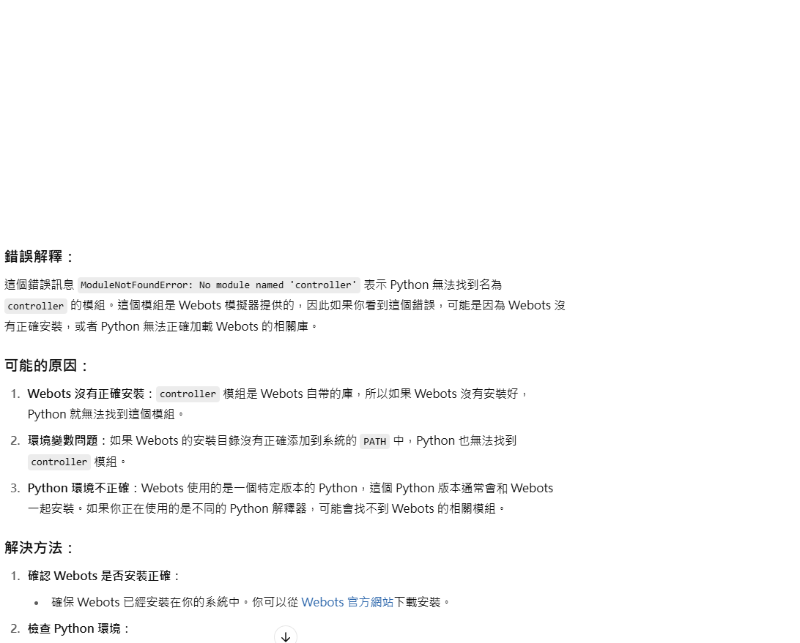 錯誤解釋：
這個錯誤訊息 ModuleNotFoundError: No module named 'controller' 表示 Python 無法找到名為
controller 的模組。這個模組是 Webots 模擬器提供的，因此如果你看到這個錯誤，可能是因為 Webots 沒
有正確安裝，或者 Python 無法正確加載 Webots 的相關庫。
可能的原因：
1. Webots 沒有正確安裝：controller 模組是 Webots 自帶的庫，所以如果 Webots 沒有安裝好，
Python 就無法找到這個模組。
2. 環境變數問題：如果 Webots 的安裝目錄沒有正確添加到系統的 PATH 中，Python 也無法找到
controller 模組。
3. Python 環境不正確：Webots 使用的是一個特定版本的 Python，這個 Python 版本通常會和 Webots
一起安裝。如果你正在使用的是不同的 Python 解釋器，可能會找不到 Webots 的相關模組。
解決方法：
1. 確認 Webots 是否安裝正確：
• 確保 Webots 已經安裝在你的系統中。你可以從 Webots 官方網站下載安裝。
2. 檢查 Python 環境：